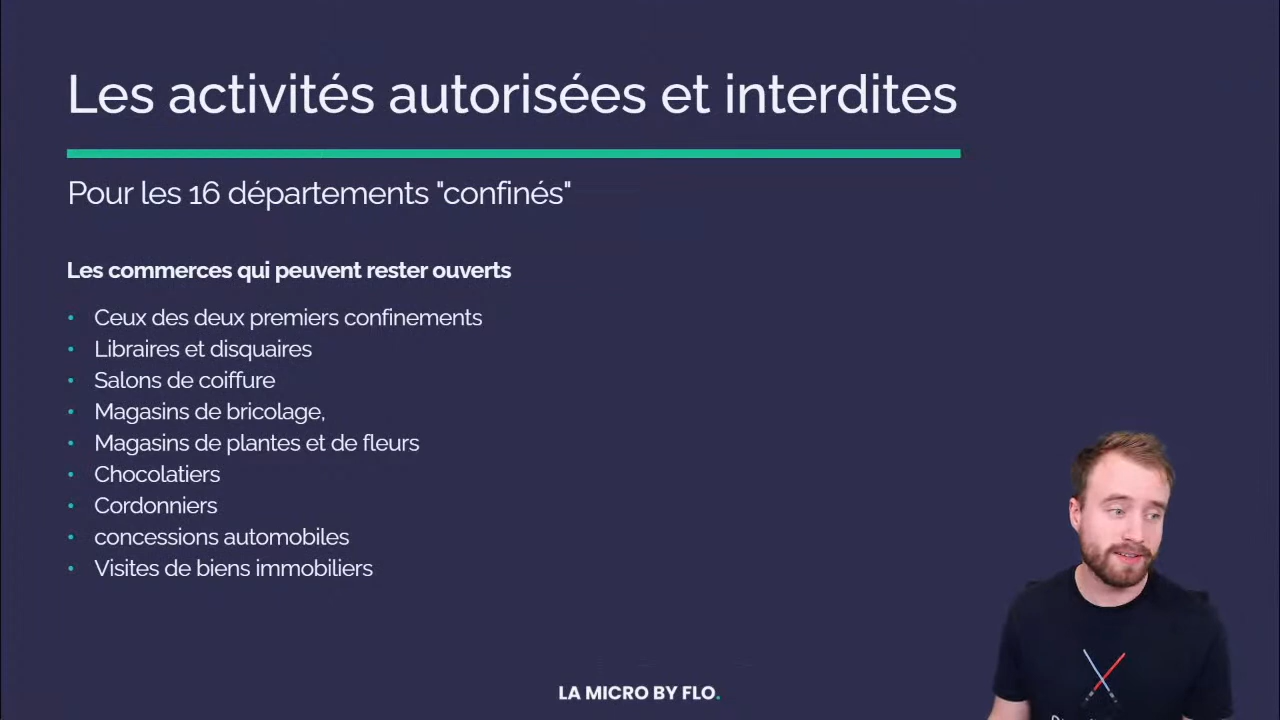 Les activités autorisées et interdites
Pour les 16 départements "confinés"
Les commerces qui peuvent rester ouverts
• Ceux des deux premiers confinements
• Libraires et disquaires
• Salons de coiffure
• Magasins de bricolage,
• Magasins de plantes et de fleurs
• Chocolatiers
• Cordonniers
• concessions automobiles
• Visites de biens immobiliers
LA MICRO BY FLO.